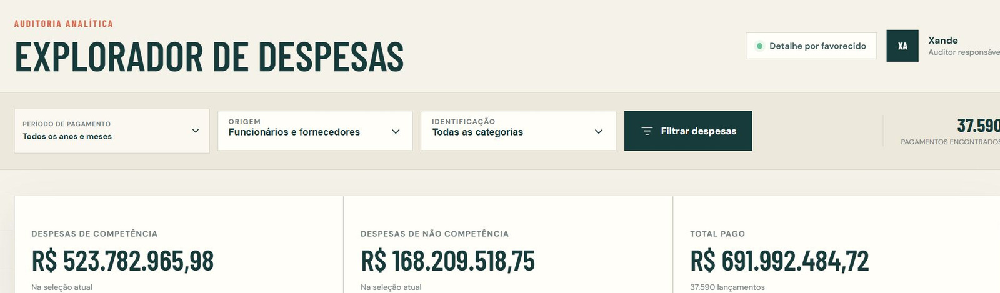 AUDITORIA ANALÍTICA
EXPLORADOR DE DESPESAS
Detalhe por favorecido
XA
Xande
Auditor responsáve
PERÍODO DE PAGAMENTO
Todos os anos e meses
ORIGEM
Funcionários e fornecedores
IDENTIFICAÇÃO
Todas as categorias
Filtrar despesas
37.590
PAGAMENTOS ENCONTRADOS
DESPESAS DE COMPETÊNCIA
R$ 523.782.965,98
Na seleção atual
DESPESAS DE NÃO COMPETÊNCIA
R$ 168.209.518,75
Na seleção atual
TOTAL PAGO
R$ 691.992.484,72
37.590 lançamentos